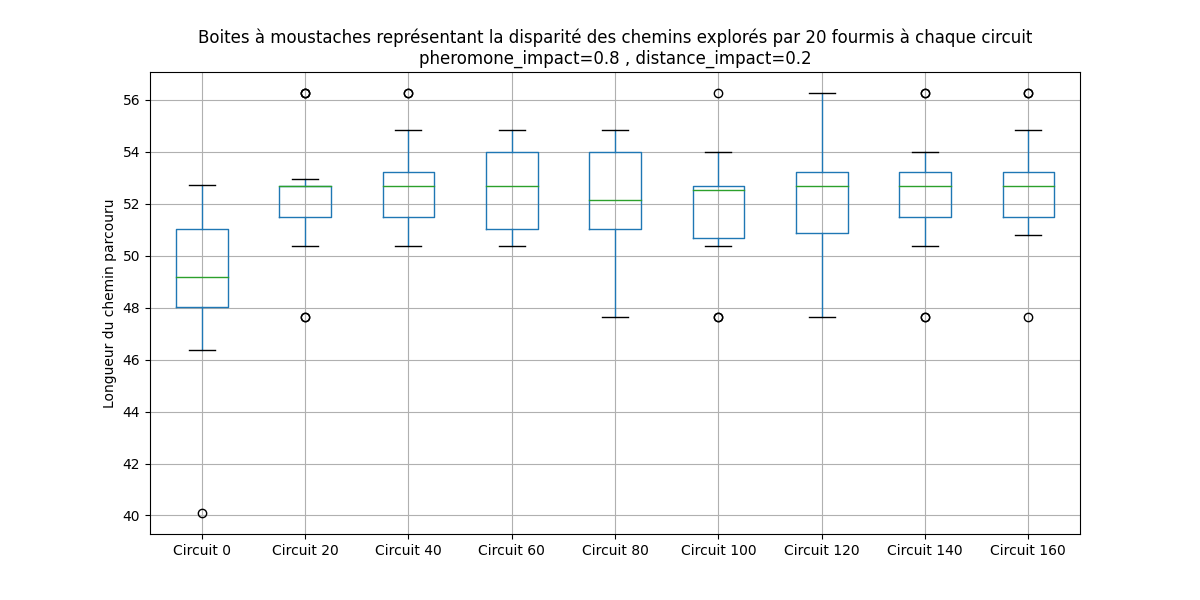 Boites à moustaches représentant la disparité des chemins explorés par 20 fourmis à chaque circuit
pheromone_impact=0.8 , distance_impact=0.2
Longueur du chemin parcouru
56
54
52
50
48
46
44
42
40
Circuit 0
Circuit 20
Circuit 40
Circuit 60
Circuit 80
Circuit 100
Circuit 120
Circuit 140
Circuit 160